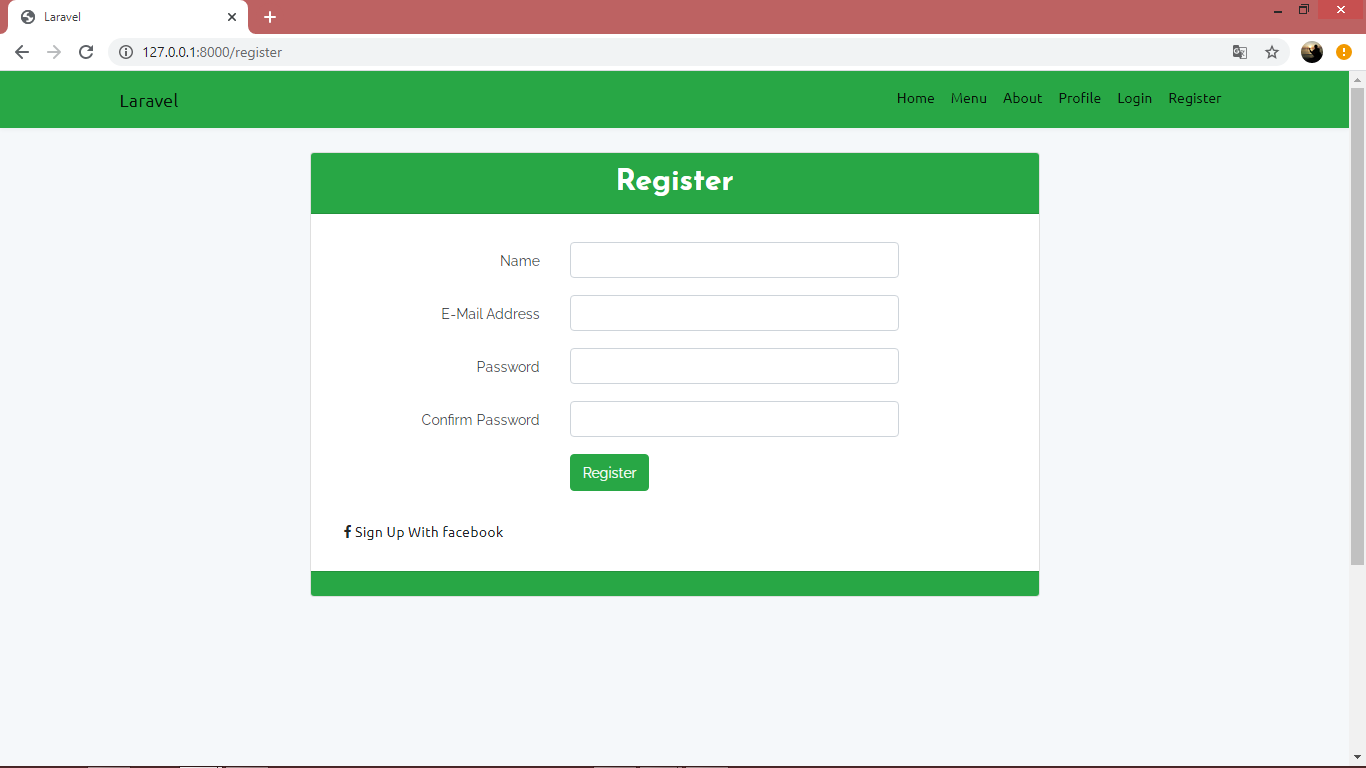 Laravel
127.0.0.1:8000/register
Laravel Home Menu About Profile Login Register
Register
Name
E-Mail Address
Password
Confirm Password
Register
Sign Up With facebook